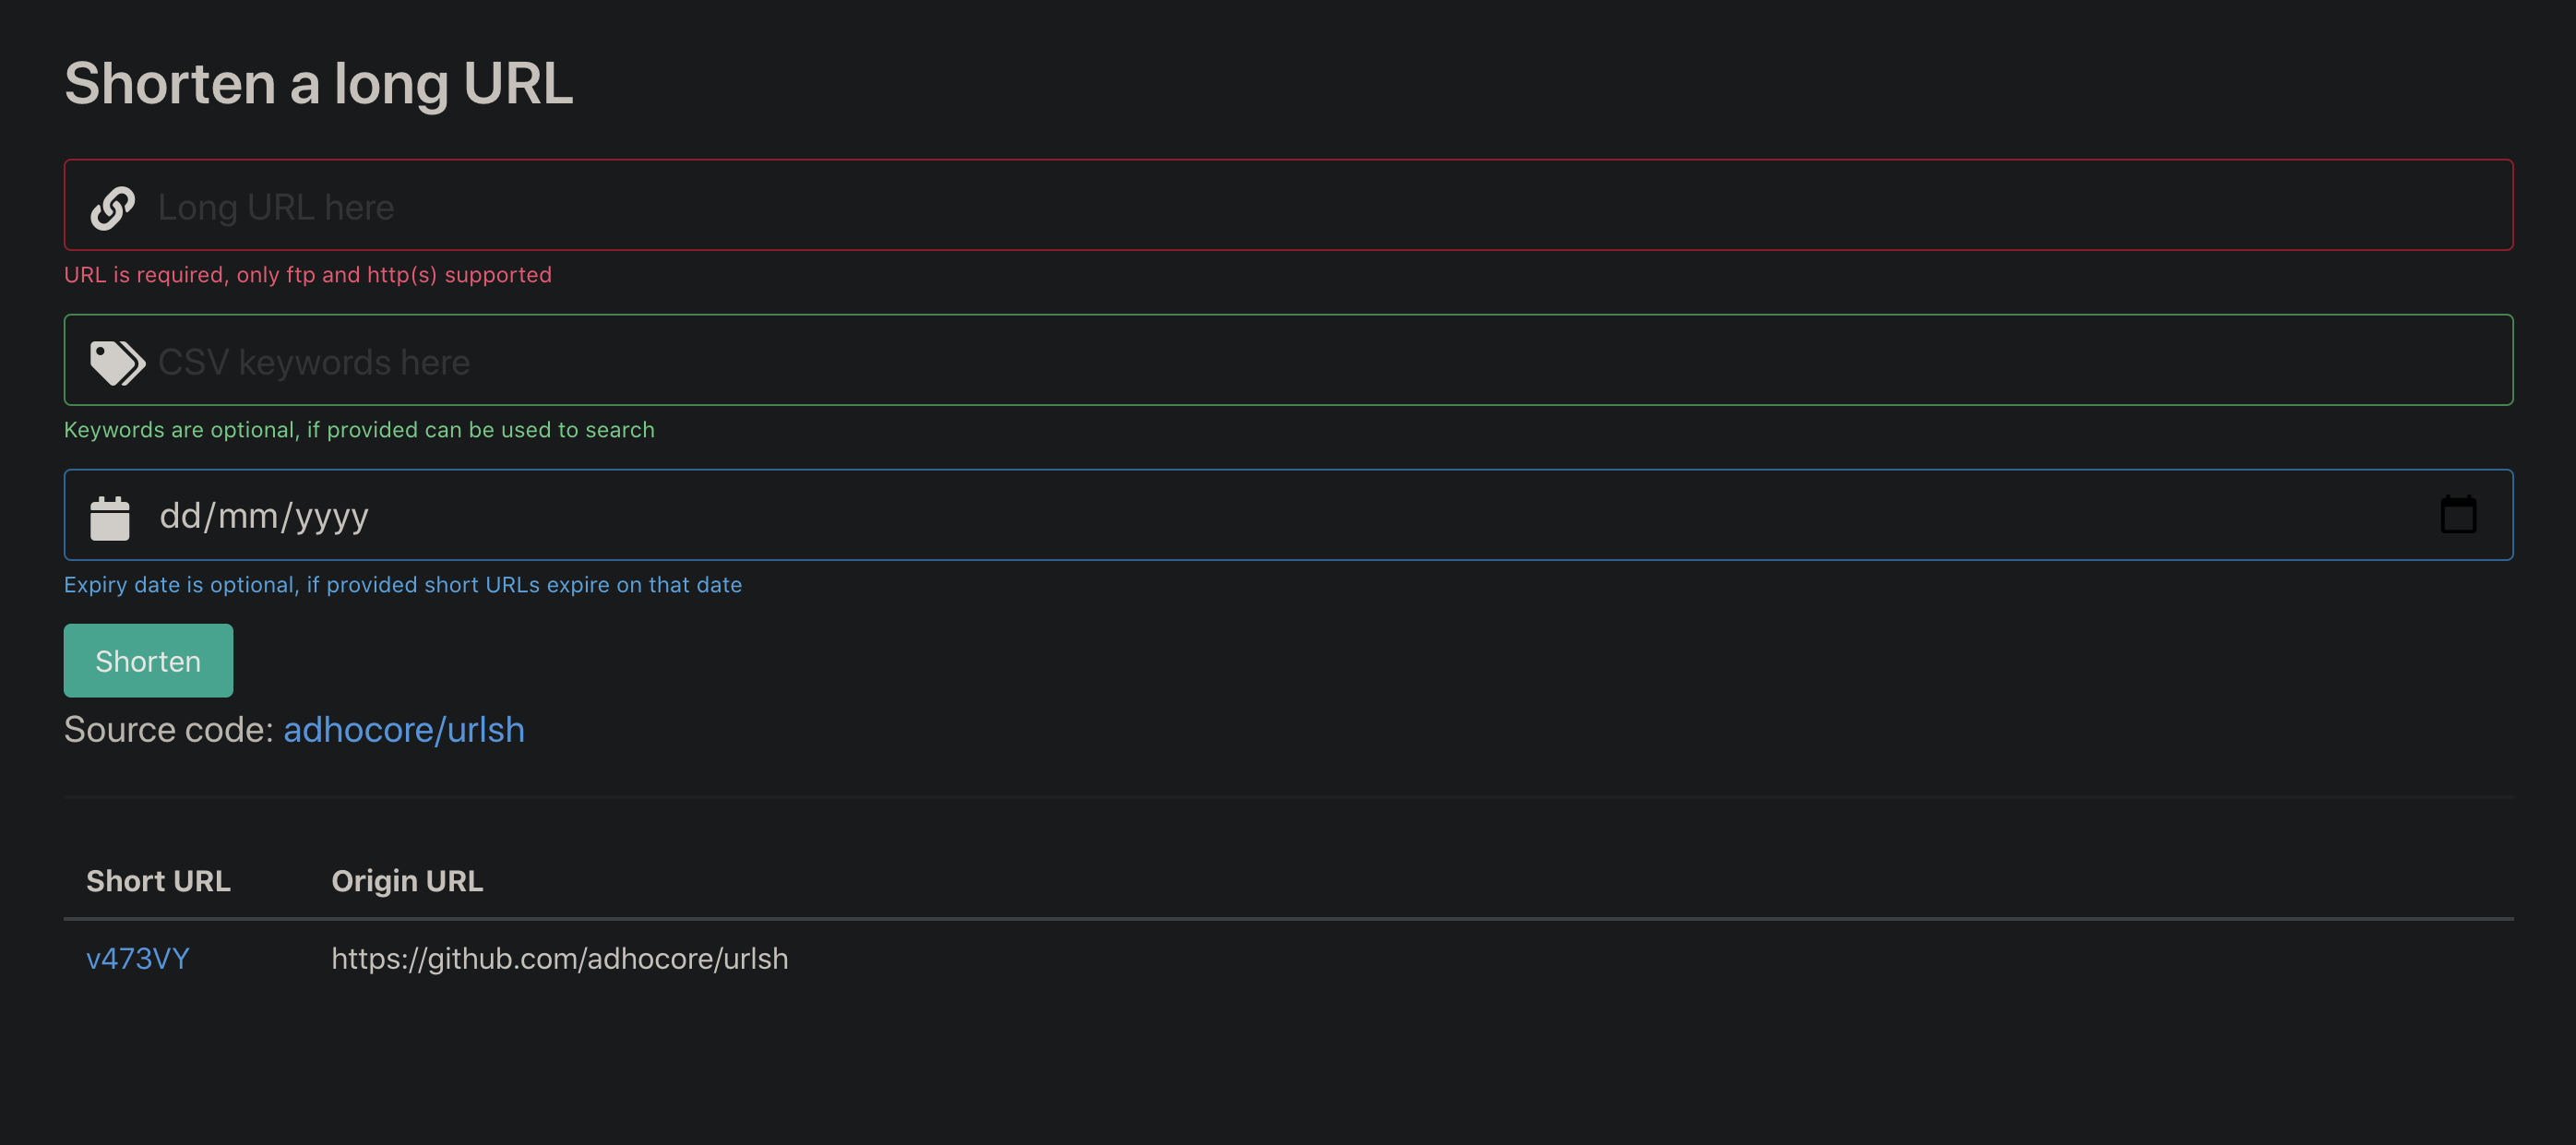 Shorten a long URL
Long URL here
URL is required, only ftp and http(s) supported
CSV keywords here
Keywords are optional, if provided can be used to search
dd/mm/yyyy
Expiry date is optional, if provided short URLs expire on that date
Shorten
Source code: adhocore/urlsh
Short URL Origin URL
v473VY https://github.com/adhocore/urlsh